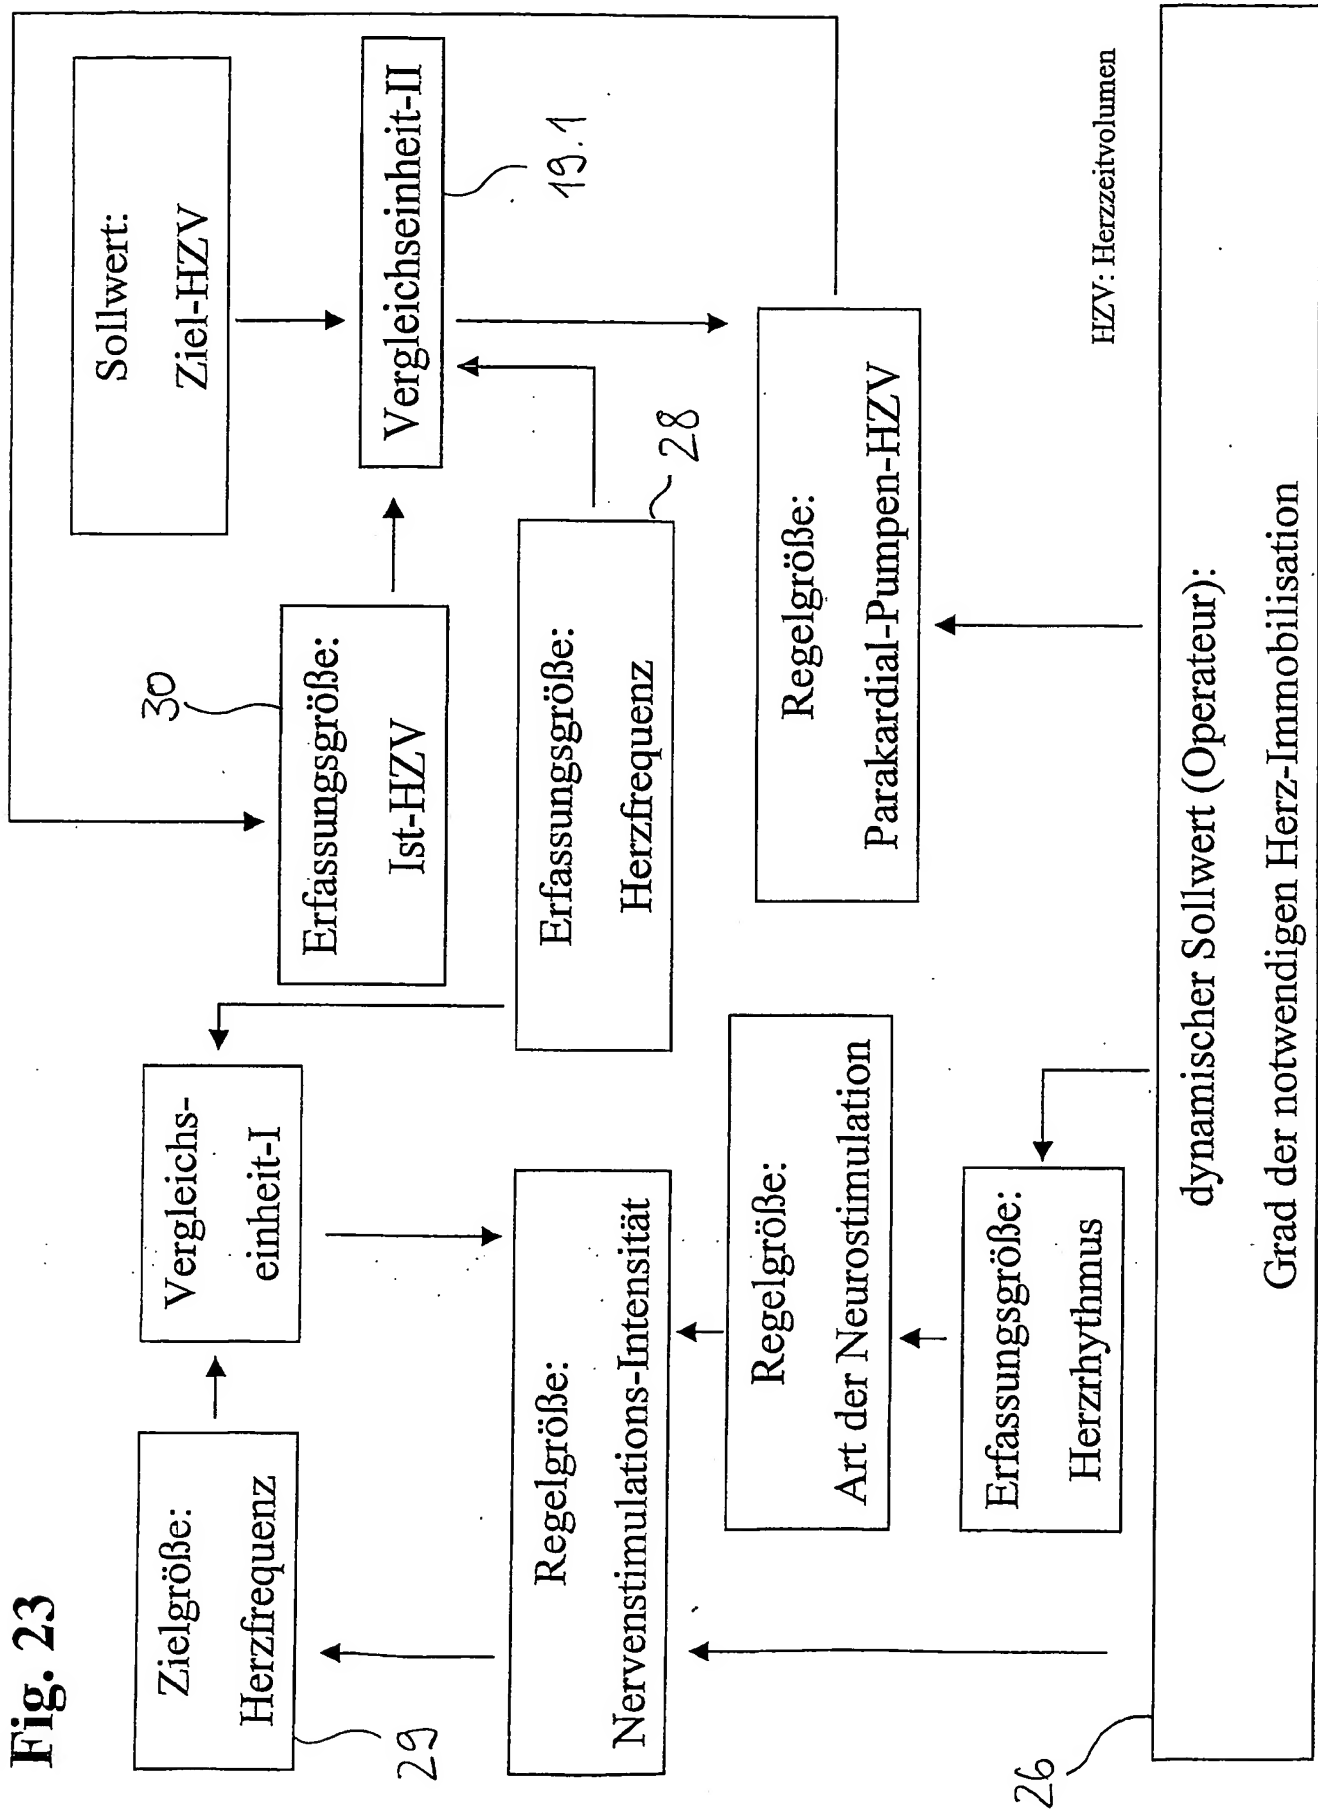 Fig. 23
Zielgröße:
Herzfrequenz
29
Vergleichs-
einheit-I
Erfassungsgröße:
Ist-HZV
30
Sollwert:
Ziel-HZV
Vergleichseinheit-II
19.1
Regelgröße:
Nervenstimulations-Intensität
Erfassungsgröße:
Herzfrequenz
28
Regelgröße:
Art der Neurostimulation
Regelgröße:
Parakardial-Pumpen-HZV
Erfassungsgröße:
Herzrhythmus
HZV: Herzzeitvolumen
26
dynamischer Sollwert (Operateur):
Grad der notwendigen Herz-Immobilisation